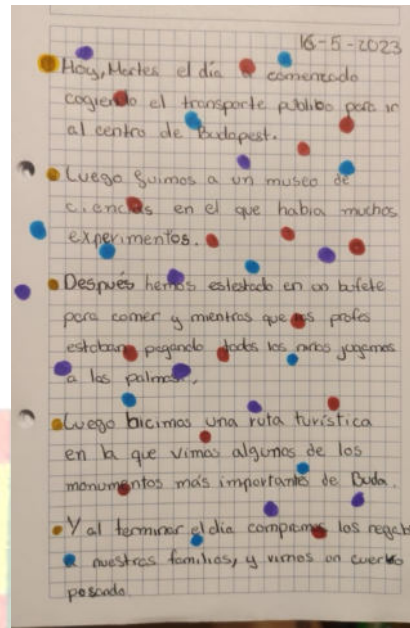 16-5-2023
Hoy, Martes el día a comenzado
cogiendo el transporte publico para ir
al centro de Budapest.
Luego fuimos a un museo de
ciencias en el que habia muchos
experimentos.
Después hemos estado en un bufete
para comer y mientras que los profes
estaban pagando todos los niños jugamos
a las palmas.
Luego hicimos una ruta turística
en la que vimos algunos de los
monumentos más importantes de Buda.
Y al terminar el día compramos los regalos
a nuestras familias, y vimos un cuervo
posando.